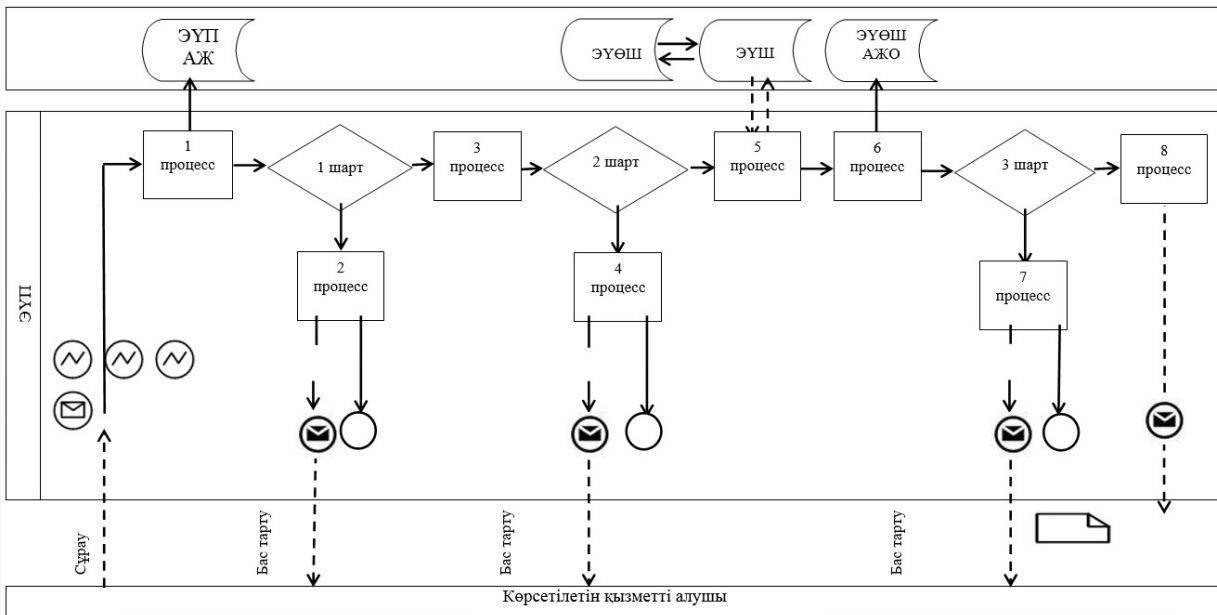 ЭҮП
АЖ
ЭҮӨШ
ЭҮШ
ЭҮӨШ
АЖО
ЭҮП
1
процесс
1 шарт
3
процесс
2 шарт
5
процесс
6
процесс
3 шарт
8
процесс
2
процесс
4
процесс
7
процесс
Сұрау
Бас тарту
Бас тарту
Бас тарту
Көрсетілетін қызметті алушы